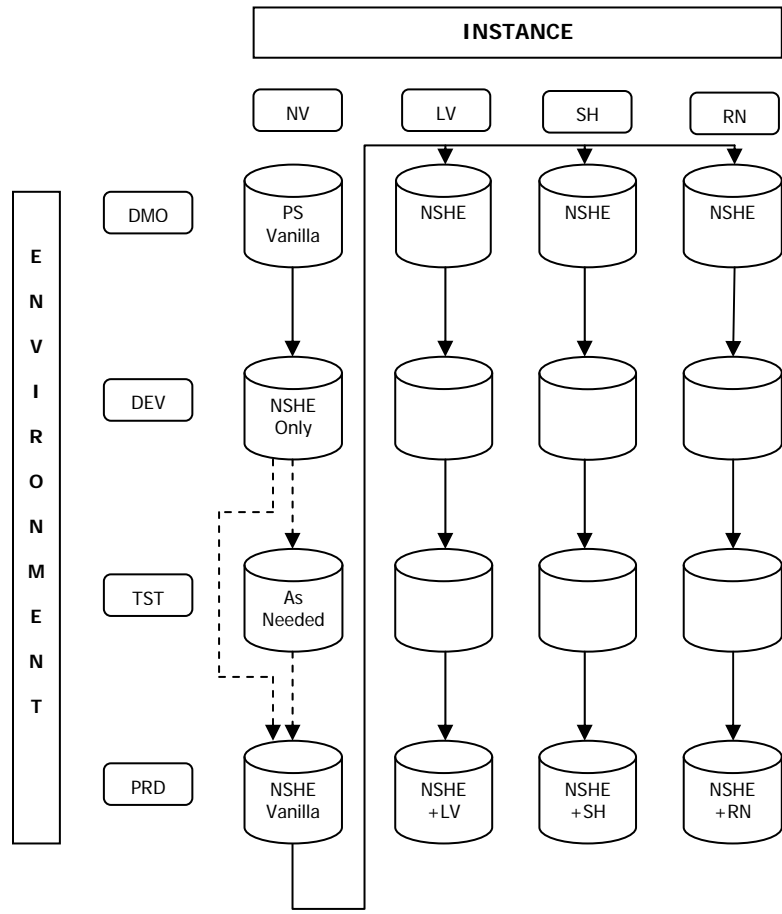 INSTANCE
NV
LV
SH
RN
ENVIRONMENT
DMO
PS
Vanilla
NSHE
NSHE
NSHE
DEV
NSHE
Only
TST
As
Needed
PRD
NSHE
Vanilla
NSHE
+LV
NSHE
+SH
NSHE
+RN